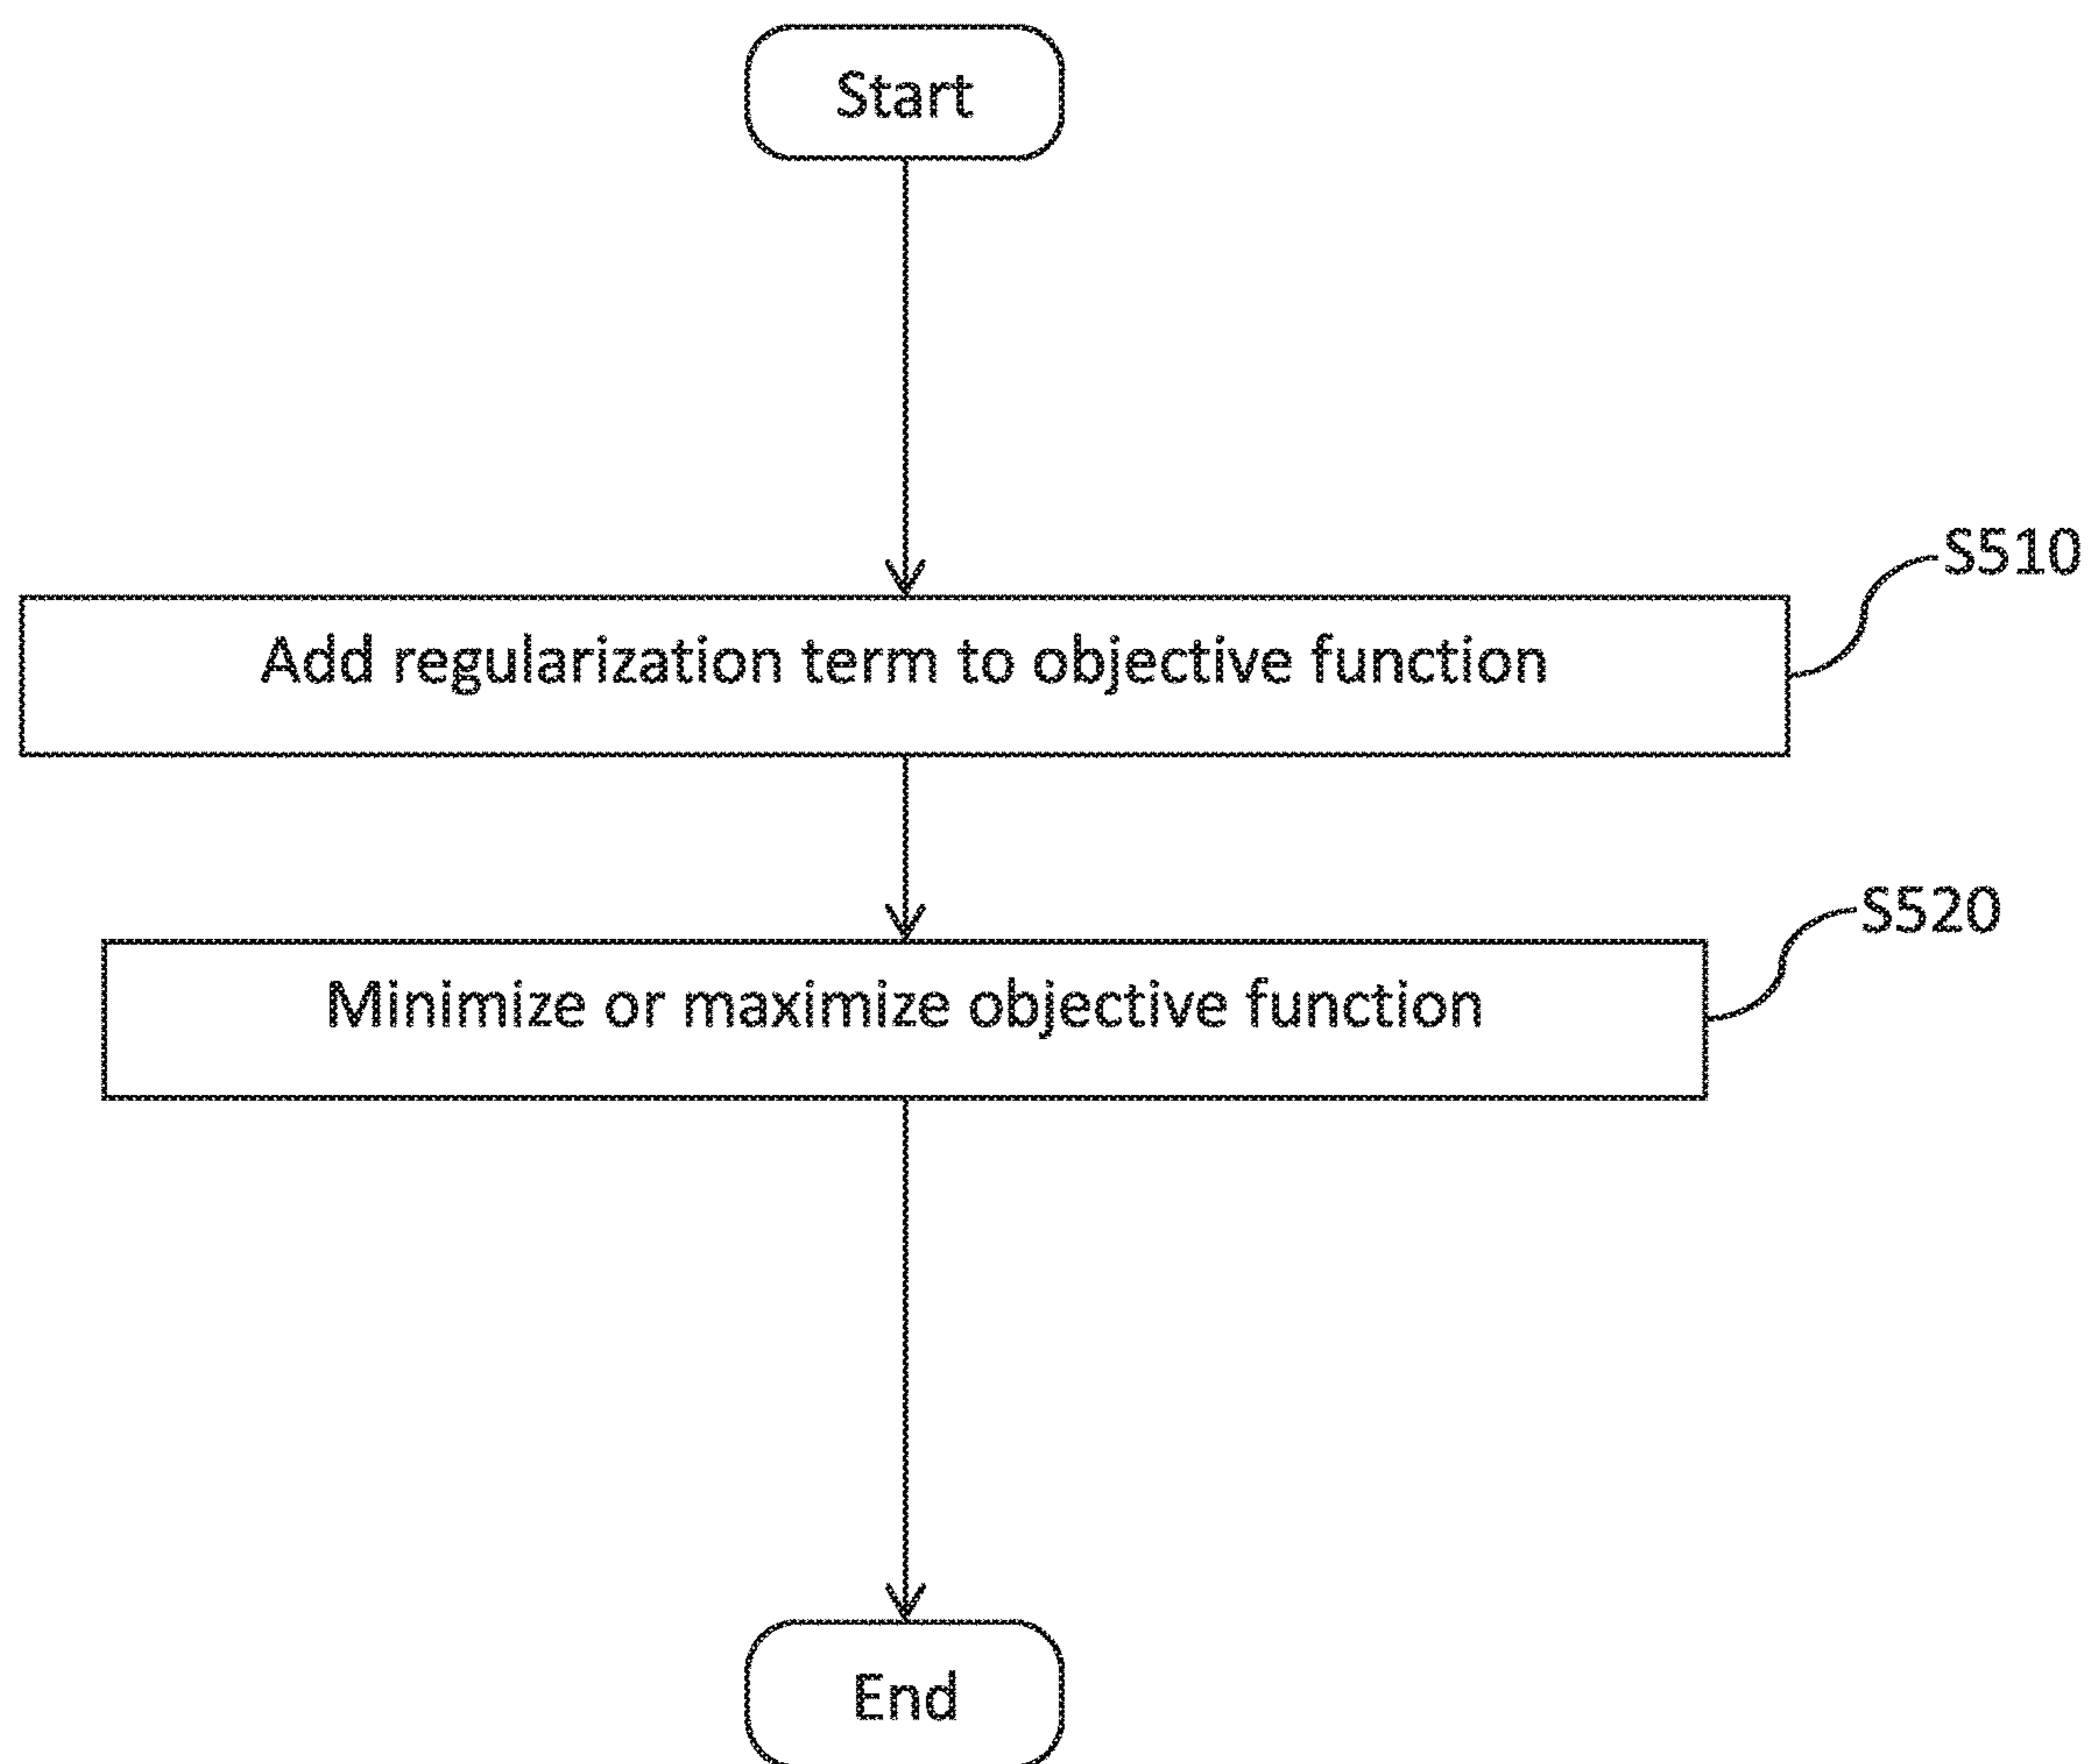 Start
S510
Add regularization term to objective function
S520
Minimize or maximize objective function
End